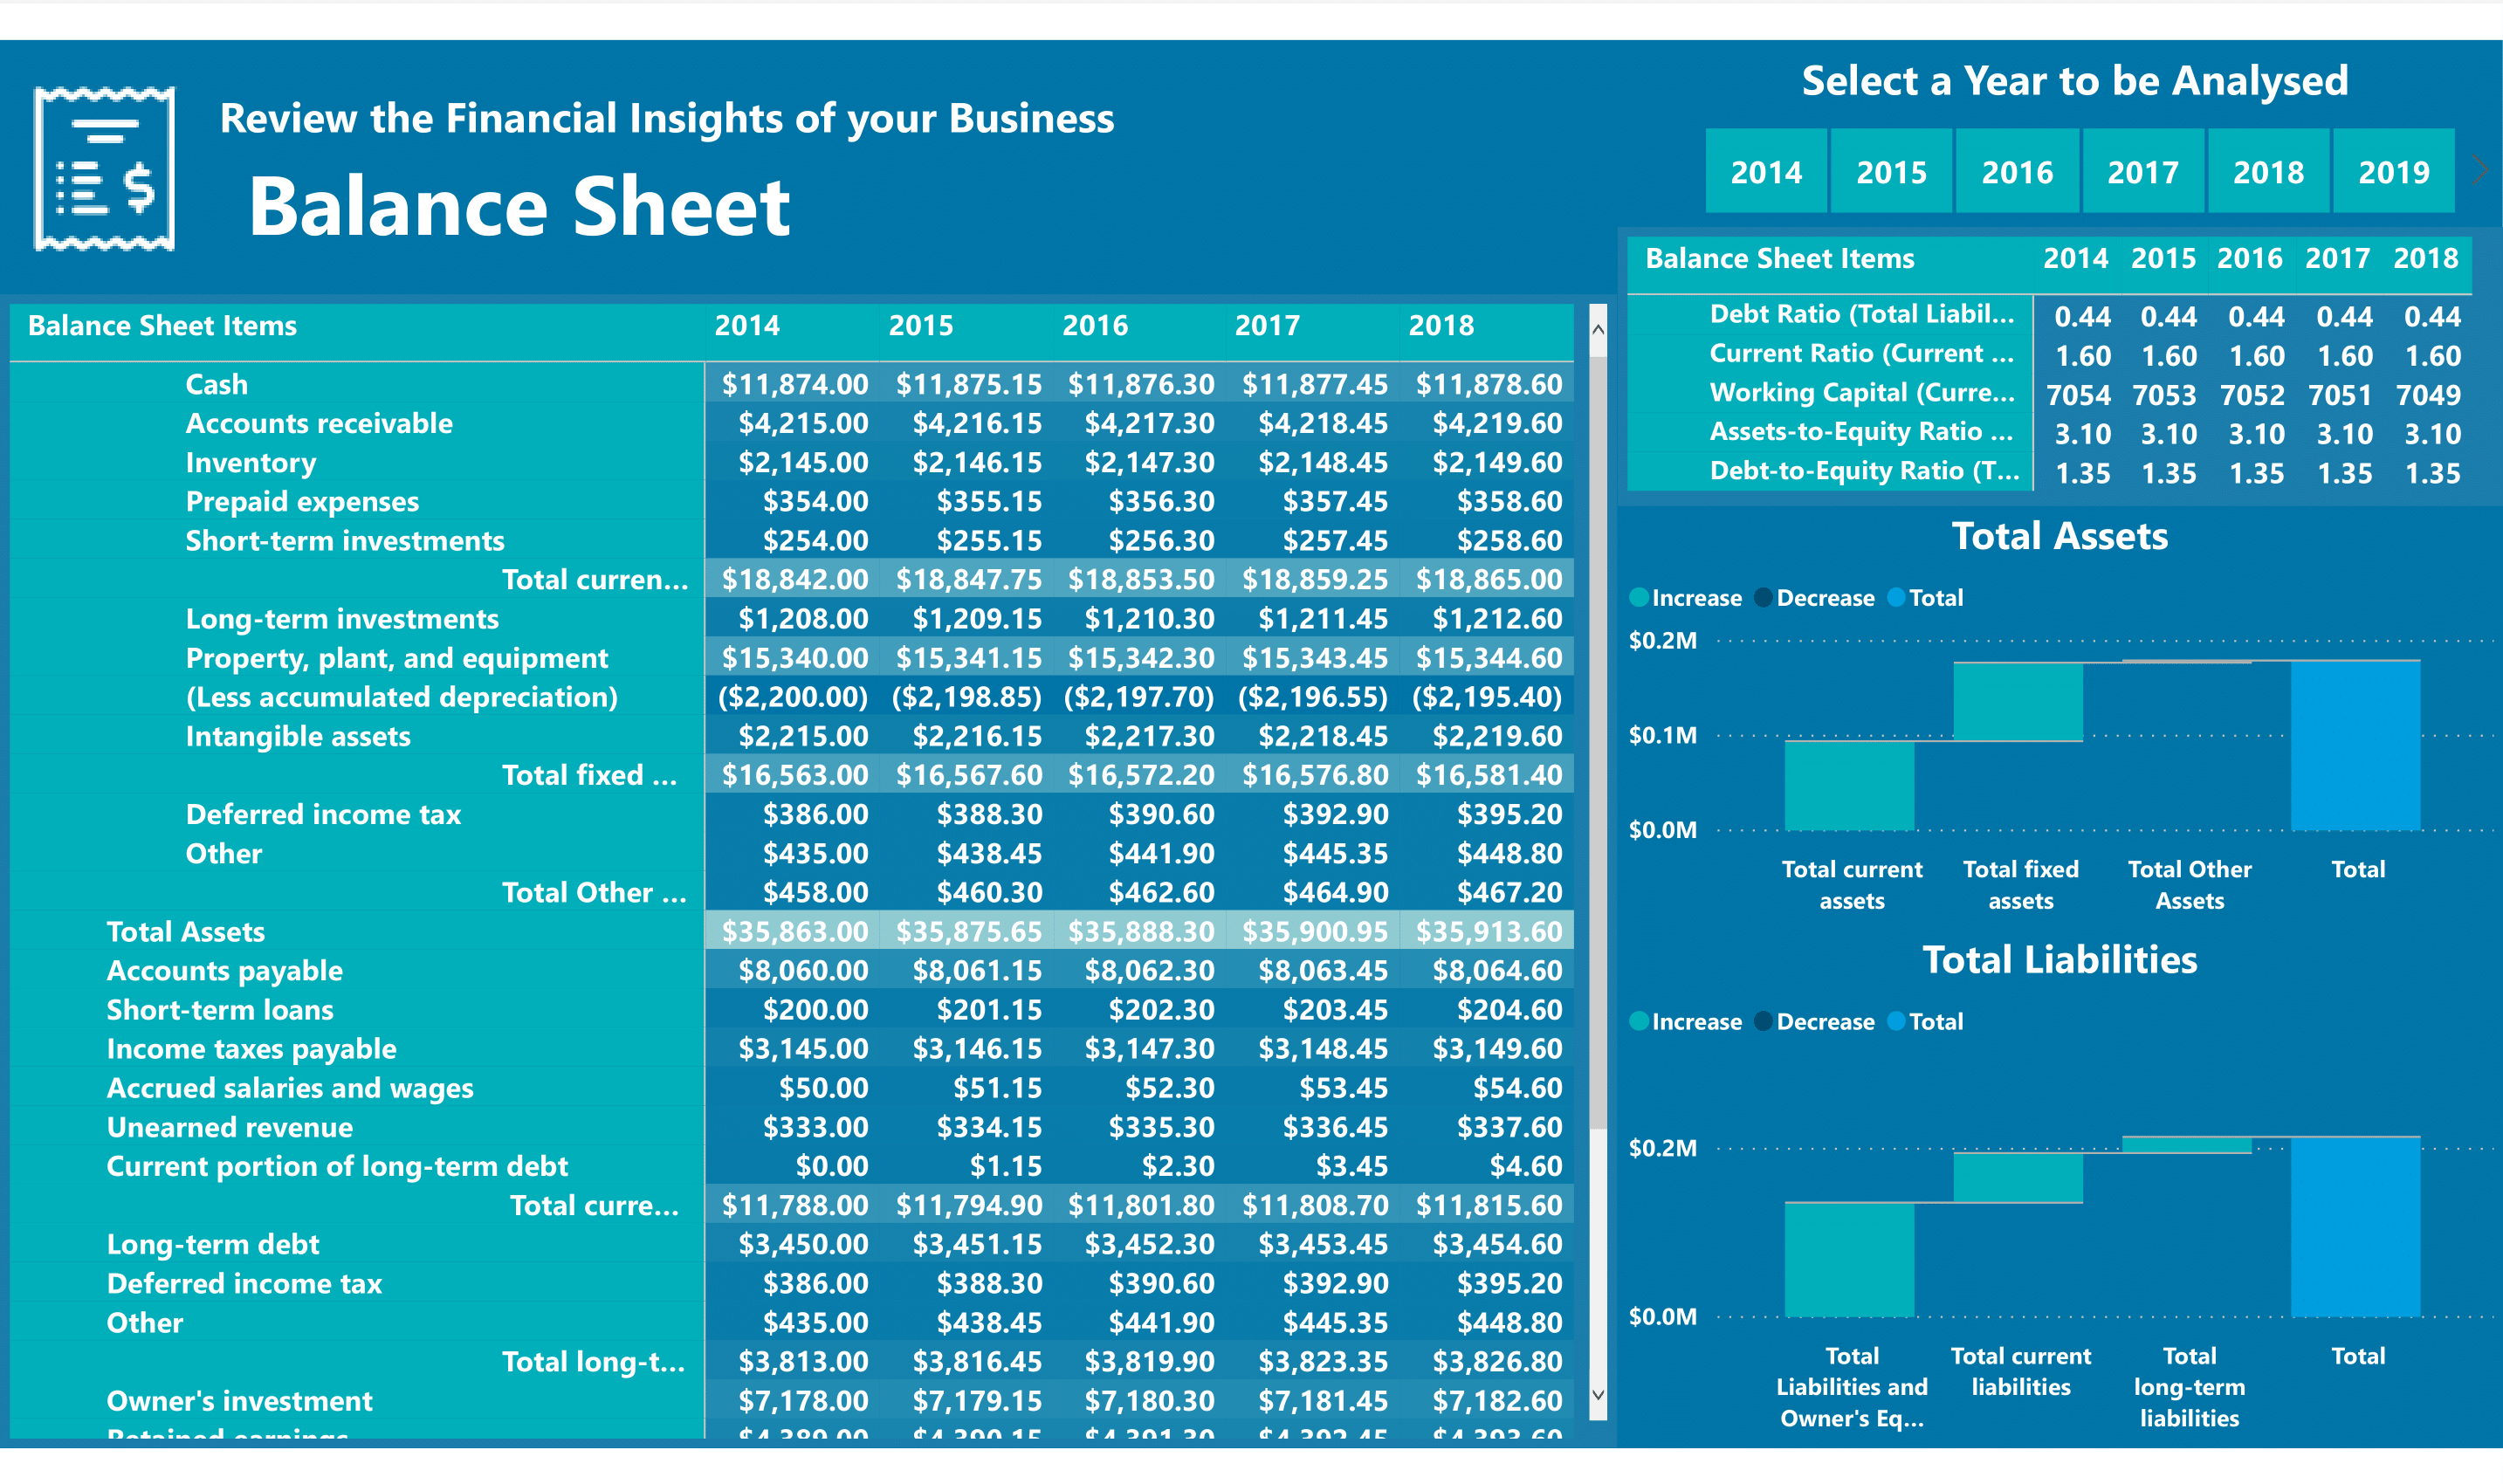 Review the Financial Insights of your Business
Balance Sheet
Select a Year to be Analysed
2014 2015 2016 2017 2018 2019
Balance Sheet Items 2014 2015 2016 2017 2018
Cash $11,874.00 $11,875.15 $11,876.30 $11,877.45 $11,878.60
Accounts receivable $4,215.00 $4,216.15 $4,217.30 $4,218.45 $4,219.60
Inventory $2,145.00 $2,146.15 $2,147.30 $2,148.45 $2,149.60
Prepaid expenses $354.00 $355.15 $356.30 $357.45 $358.60
Short-term investments $254.00 $255.15 $256.30 $257.45 $258.60
Total curren... $18,842.00 $18,847.75 $18,853.50 $18,859.25 $18,865.00
Long-term investments $1,208.00 $1,209.15 $1,210.30 $1,211.45 $1,212.60
Property, plant, and equipment $15,340.00 $15,341.15 $15,342.30 $15,343.45 $15,344.60
(Less accumulated depreciation) ($2,200.00) ($2,198.85) ($2,197.70) ($2,196.55) ($2,195.40)
Intangible assets $2,215.00 $2,216.15 $2,217.30 $2,218.45 $2,219.60
Total fixed ... $16,563.00 $16,567.60 $16,572.20 $16,576.80 $16,581.40
Deferred income tax $386.00 $388.30 $390.60 $392.90 $395.20
Other $435.00 $438.45 $441.90 $445.35 $448.80
Total Other ... $458.00 $460.30 $462.60 $464.90 $467.20
Total Assets $35,863.00 $35,875.65 $35,888.30 $35,900.95 $35,913.60
Accounts payable $8,060.00 $8,061.15 $8,062.30 $8,063.45 $8,064.60
Short-term loans $200.00 $201.15 $202.30 $203.45 $204.60
Income taxes payable $3,145.00 $3,146.15 $3,147.30 $3,148.45 $3,149.60
Accrued salaries and wages $50.00 $51.15 $52.30 $53.45 $54.60
Unearned revenue $333.00 $334.15 $335.30 $336.45 $337.60
Current portion of long-term debt $0.00 $1.15 $2.30 $3.45 $4.60
Total curre... $11,788.00 $11,794.90 $11,801.80 $11,808.70 $11,815.60
Long-term debt $3,450.00 $3,451.15 $3,452.30 $3,453.45 $3,454.60
Deferred income tax $386.00 $388.30 $390.60 $392.90 $395.20
Other $435.00 $438.45 $441.90 $445.35 $448.80
Total long-t... $3,813.00 $3,816.45 $3,819.90 $3,823.35 $3,826.80
Owner's investment $7,178.00 $7,179.15 $7,180.30 $7,181.45 $7,182.60
Retained earnings $4,389.00 $4,390.15 $4,391.30 $4,392.45 $4,393.60
Balance Sheet Items 2014 2015 2016 2017 2018
Debt Ratio (Total Liabil... 0.44 0.44 0.44 0.44 0.44
Current Ratio (Current ... 1.60 1.60 1.60 1.60 1.60
Working Capital (Curre... 7054 7053 7052 7051 7049
Assets-to-Equity Ratio ... 3.10 3.10 3.10 3.10 3.10
Debt-to-Equity Ratio (T... 1.35 1.35 1.35 1.35 1.35
Total Assets
Increase Decrease Total
$0.2M
$0.1M
$0.0M
Total current Total fixed Total Other Total
assets assets Assets
Total Liabilities
Increase Decrease Total
$0.2M
$0.0M
Total Total current Total Total
Liabilities and liabilities long-term
Owner's Eq... liabilities